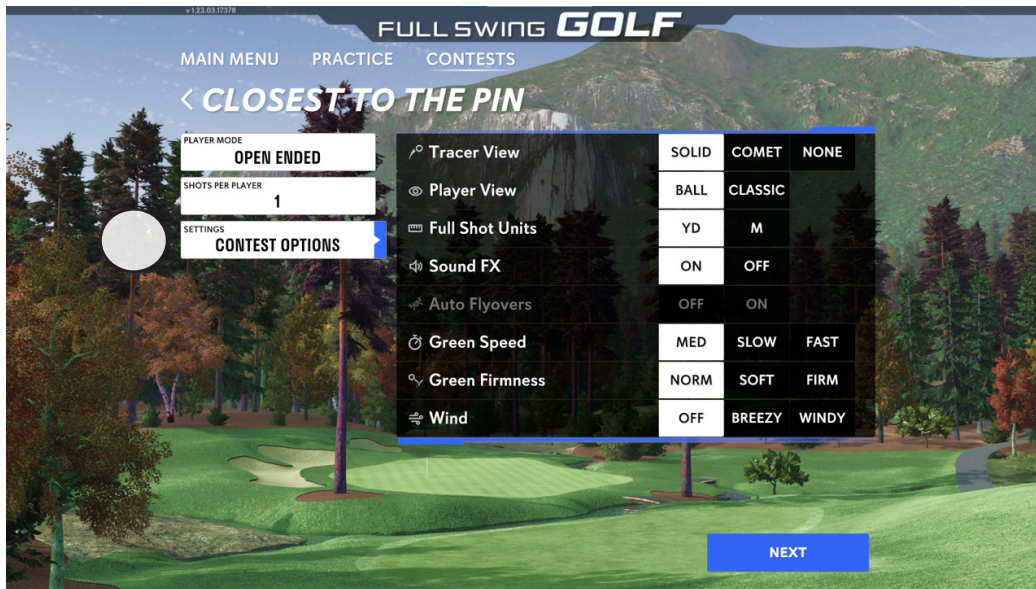 v 1.23.03.17378
FULL SWING GOLF
MAIN MENU PRACTICE CONTESTS
< CLOSEST TO THE PIN
PLAYER MODE
OPEN ENDED
SHOTS PER PLAYER
1
SETTINGS
CONTEST OPTIONS
Tracer View SOLID COMET NONE
Player View BALL CLASSIC
Full Shot Units YD M
Sound FX ON OFF
Auto Flyovers OFF ON
Green Speed MED SLOW FAST
Green Firmness NORM SOFT FIRM
Wind OFF BREEZY WINDY
NEXT